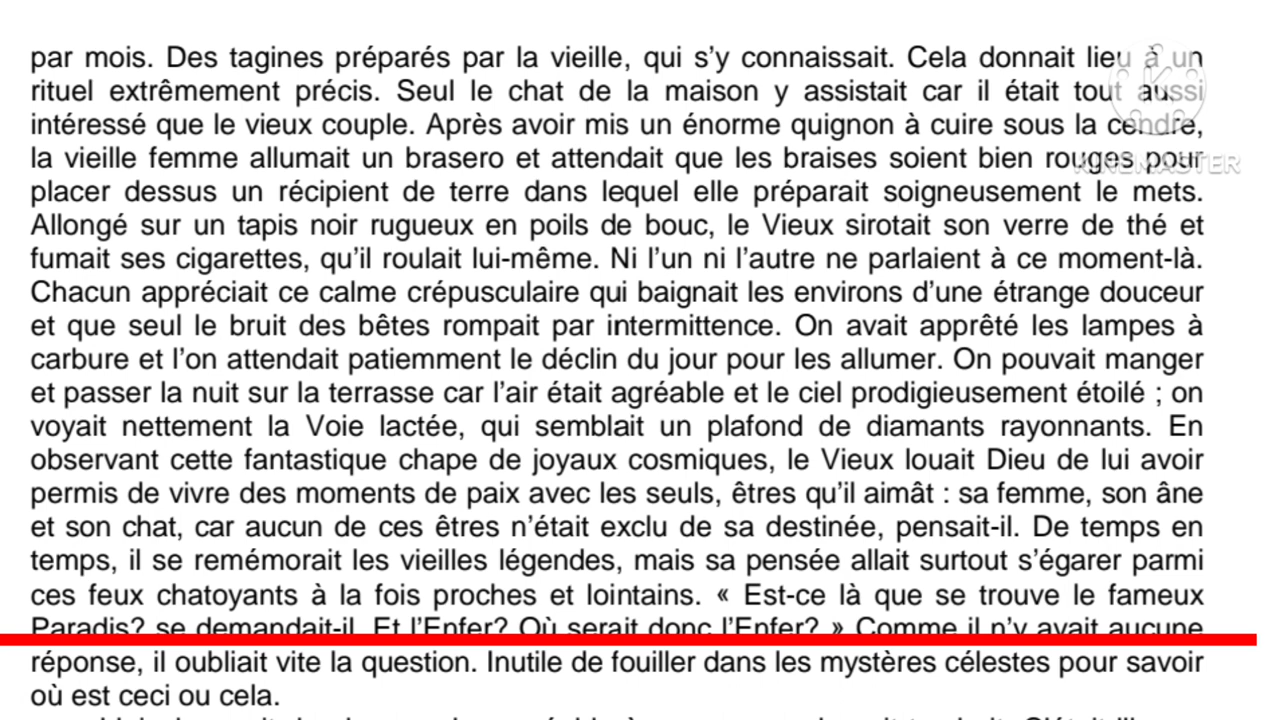 par mois. Des tagines préparés par la vieille, qui s’y connaissait. Cela donnait lieu à un
rituel extrêmement précis. Seul le chat de la maison y assistait car il était tout aussi
intéressé que le vieux couple. Après avoir mis un énorme quignon à cuire sous la cendre,
la vieille femme allumait un brasero et attendait que les braises soient bien rouges pour
KINEMASTER
placer dessus un récipient de terre dans lequel elle préparait soigneusement le mets.
Allongé sur un tapis noir rugueux en poils de bouc, le Vieux sirotait son verre de thé et
fumait ses cigarettes, qu’il roulait lui-même. Ni l’un ni l’autre ne parlaient à ce moment-là.
Chacun appréciait ce calme crépusculaire qui baignait les environs d’une étrange douceur
et que seul le bruit des bêtes rompait par intermittence. On avait apprêté les lampes à
carbure et l’on attendait patiemment le déclin du jour pour les allumer. On pouvait manger
et passer la nuit sur la terrasse car l’air était agréable et le ciel prodigieusement étoilé ; on
voyait nettement la Voie lactée, qui semblait un plafond de diamants rayonnants. En
observant cette fantastique chape de joyaux cosmiques, le Vieux louait Dieu de lui avoir
permis de vivre des moments de paix avec les seuls, êtres qu’il aimât : sa femme, son âne
et son chat, car aucun de ces êtres n’était exclu de sa destinée, pensait-il. De temps en
temps, il se remémorait les vieilles légendes, mais sa pensée allait surtout s’égarer parmi
ces feux chatoyants à la fois proches et lointains. « Est-ce là que se trouve le fameux
Paradis? se demandait-il. Et l’Enfer? Où serait donc l’Enfer? » Comme il n’y avait aucune
réponse, il oubliait vite la question. Inutile de fouiller dans les mystères célestes pour savoir
où est ceci ou cela.